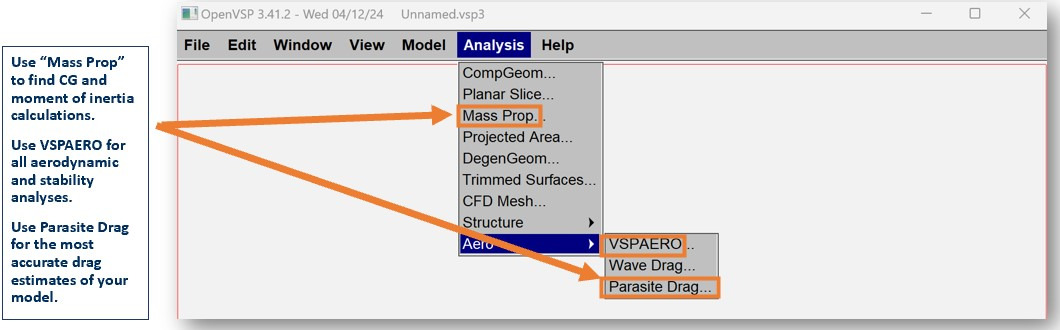 OpenVSP 3.41.2 - Wed 04/12/24 Unnamed.vsp3
File Edit Window View Model Analysis Help
Use “Mass Prop”
to find CG and
moment of inertia
calculations.
Use VSPAERO for
all aerodynamic
and stability
analyses.
Use Parasite Drag
for the most
accurate drag
estimates of your
model.
CompGeom...
Planar Slice...
Mass Prop...
Projected Area...
DegenGeom...
Trimmed Surfaces...
CFD Mesh...
Structure
Aero
VSPAERO...
Wave Drag...
Parasite Drag...